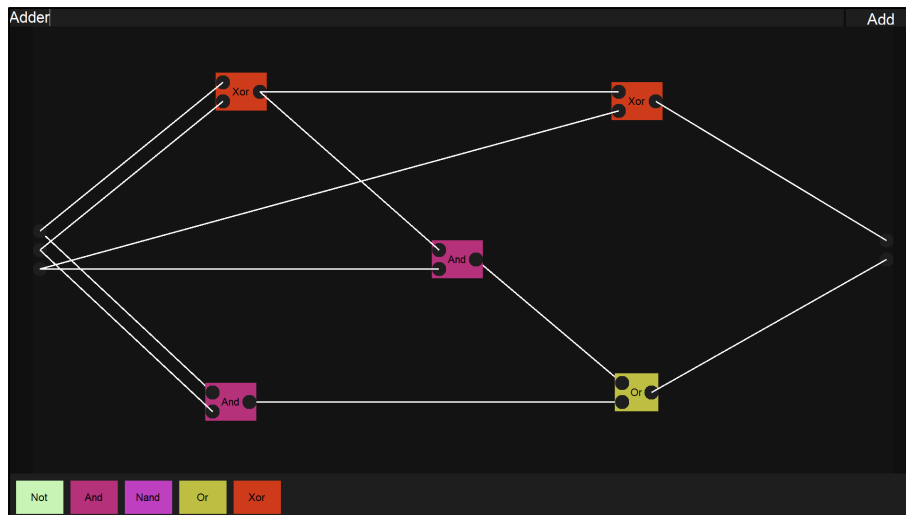 Adder
Add
Xor
Xor
And
And
Or
Not
And
Nand
Or
Xor